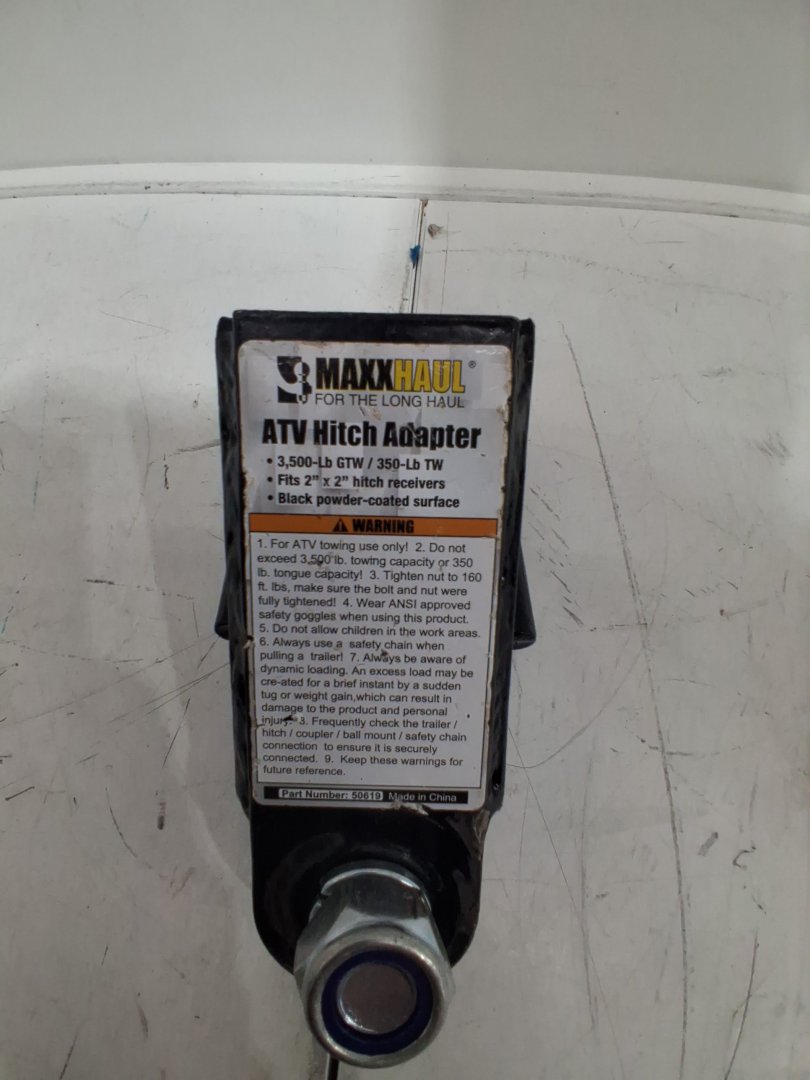 MAXXHAUL®
FOR THE LONG HAUL
ATV Hitch Adapter
• 3,500-Lb GTW / 350-Lb TW
• Fits 2" x 2" hitch receivers
• Black powder-coated surface
WARNING
1. For ATV towing use only! 2. Do not
exceed 3,500 lb. towing capacity or 350
lb. tongue capacity! 3. Tighten nut to 160
ft. lbs, make sure the bolt and nut were
fully tightened! 4. Wear ANSI approved
safety goggles when using this product.
5. Do not allow children in the work areas.
6. Always use a safety chain when
pulling a trailer! 7. Always be aware of
dynamic loading. An excess load may be
cre-ated for a brief instant by a sudden
tug or weight gain,which can result in
damage to the product and personal
injury. 8. Frequently check the trailer /
hitch / coupler / ball mount / safety chain
connection to ensure it is securely
connected. 9. Keep these warnings for
future reference.
Part Number: 50619 Made in China